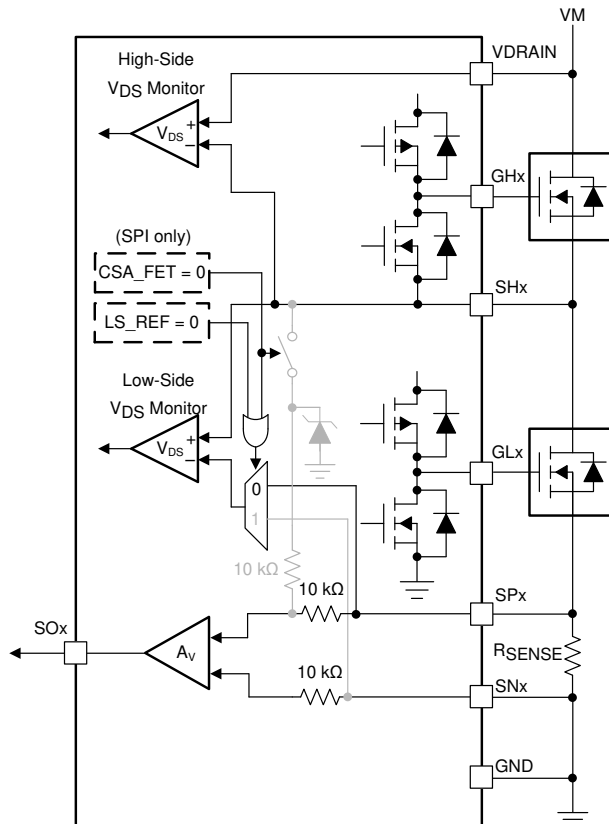 VM
High-Side
VDS Monitor
VDRAIN
VDS
+
−
GHx
(SPI only)
CSA_FET = 0
SHx
LS_REF = 0
Low-Side
VDS Monitor
VDS
+
−
GLx
0
1
10 kΩ
10 kΩ
SPx
SOx
AV
RSENSE
10 kΩ
SNx
GND